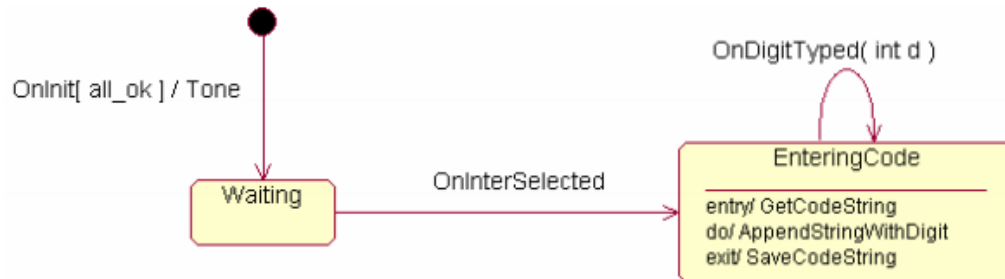 OnDigitTyped( int d )
OnInit[ all_ok ] / Tone
EnteringCode
Waiting
OnInterSelected
entry/ GetCodeString
do/ AppendStringWithDigit
exit/ SaveCodeString